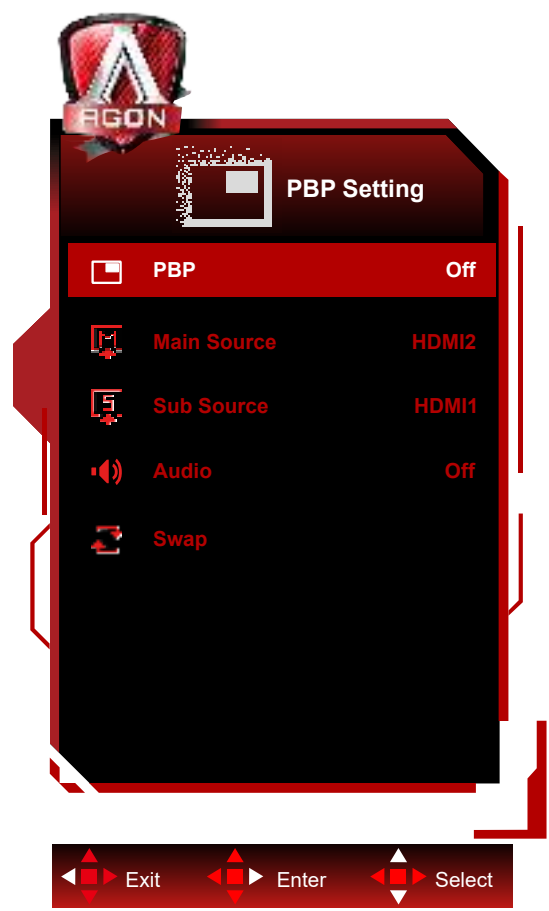 AGON
PBP Setting
PBP Off
Main Source HDMI2
Sub Source HDMI1
Audio Off
Swap
Exit Enter Select